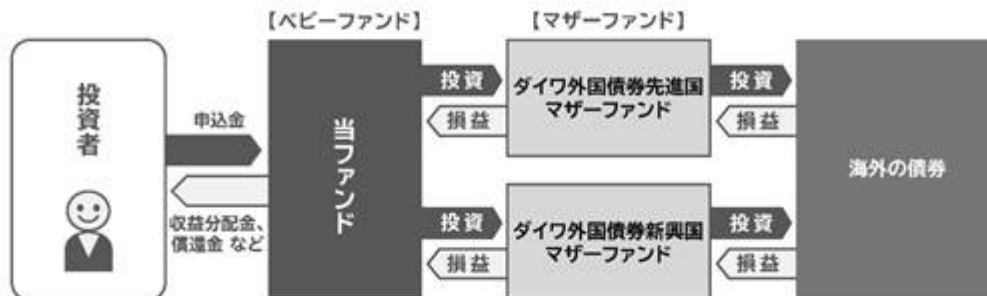 【ベビーファンド】
【マザーファンド】
投資者
申込金
収益分配金、
償還金 など
当ファンド
投資
損益
ダイワ外国債券先進国
マザーファンド
投資
損益
投資
損益
ダイワ外国債券新興国
マザーファンド
投資
損益
海外の債券